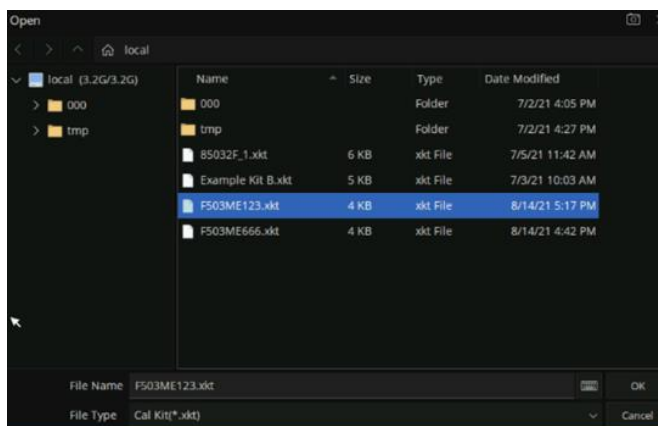 Open
local
local (3.2G/3.2G)
000
tmp
Name Size Type Date Modified
000 Folder 7/2/21 4:05 PM
tmp Folder 7/2/21 4:27 PM
85032F_1.xkt 6 KB xkt File 7/5/21 11:42 AM
Example Kit B.xkt 5 KB xkt File 7/3/21 10:03 AM
F503ME123.xkt 4 KB xkt File 8/14/21 5:17 PM
F503ME666.xkt 4 KB xkt File 8/14/21 4:42 PM
File Name F503ME123.xkt OK
File Type Cal Kit(*.xkt) Cancel